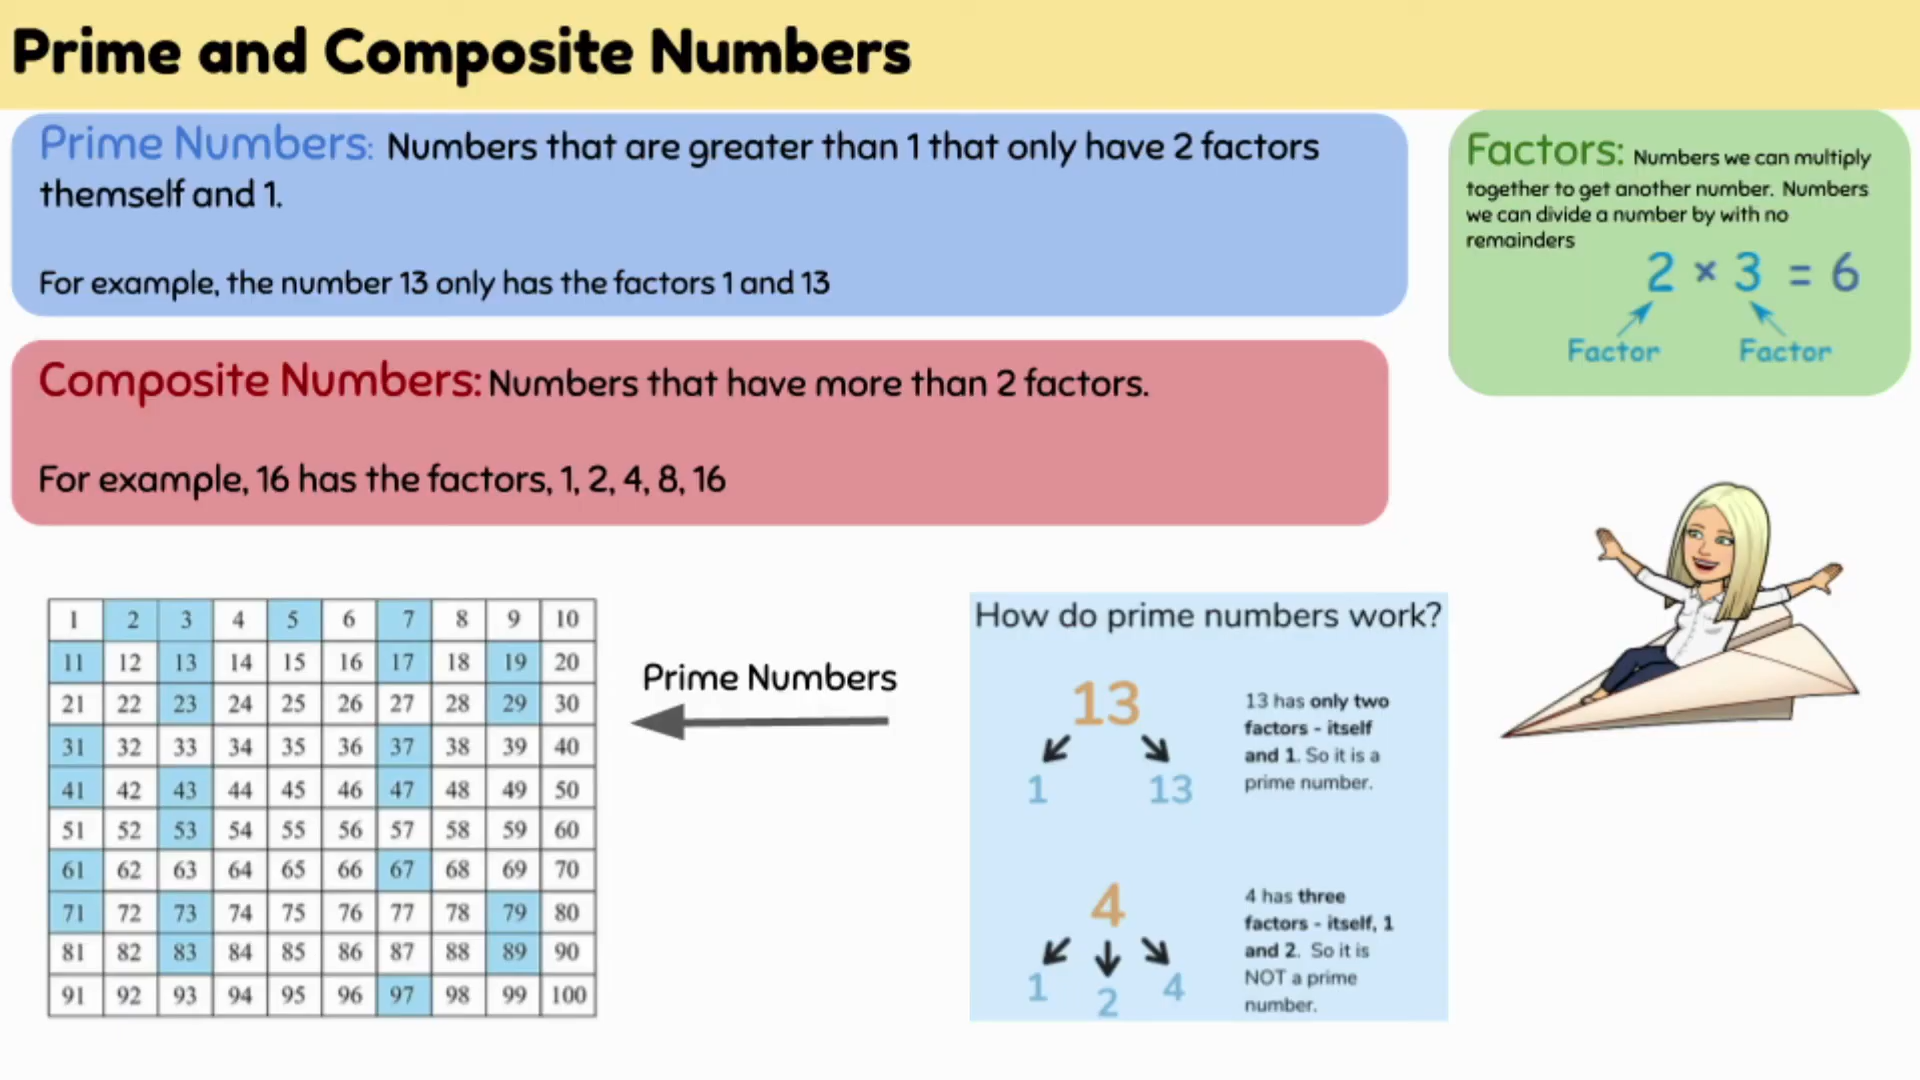 Prime and Composite Numbers
Prime Numbers: Numbers that are greater than 1 that only have 2 factors
themself and 1.
For example, the number 13 only has the factors 1 and 13
Factors: Numbers we can multiply
together to get another number. Numbers
we can divide a number by with no
remainders
2 × 3 = 6
Factor Factor
Composite Numbers: Numbers that have more than 2 factors.
For example, 16 has the factors, 1, 2, 4, 8, 16
1 2 3 4 5 6 7 8 9 10
11 12 13 14 15 16 17 18 19 20
21 22 23 24 25 26 27 28 29 30
31 32 33 34 35 36 37 38 39 40
41 42 43 44 45 46 47 48 49 50
51 52 53 54 55 56 57 58 59 60
61 62 63 64 65 66 67 68 69 70
71 72 73 74 75 76 77 78 79 80
81 82 83 84 85 86 87 88 89 90
91 92 93 94 95 96 97 98 99 100
Prime Numbers
How do prime numbers work?
13
1 13
13 has only two
factors - itself
and 1. So it is a
prime number.
4
1 2 4
4 has three
factors - itself, 1
and 2. So it is
NOT a prime
number.